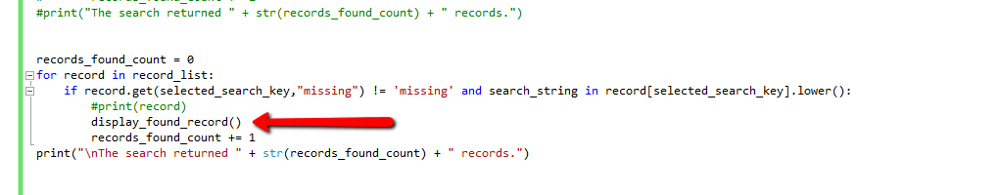 #print("The search returned " + str(records_found_count) + " records.")
records_found_count = 0
for record in record_list:
if record.get(selected_search_key,"missing") != 'missing' and search_string in record[selected_search_key].lower():
#print(record)
display_found_record()
records_found_count += 1
print("\nThe search returned " + str(records_found_count) + " records.")